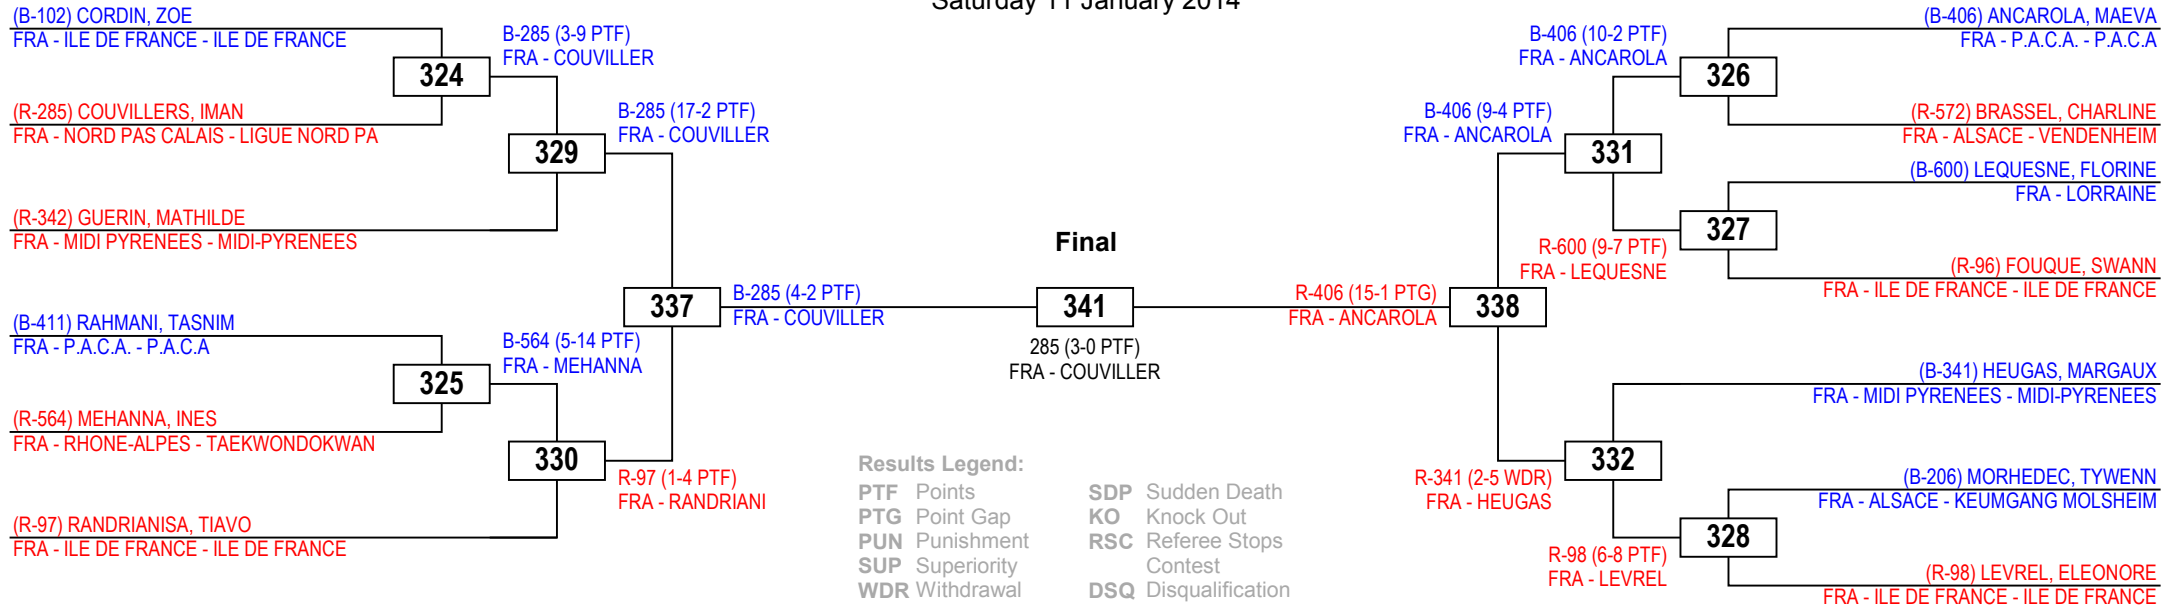 Saturday 11 January 2014
(B-102) CORDIN, ZOE
FRA - ILE DE FRANCE - ILE DE FRANCE
324
(R-285) COUVILLERS, IMAN
FRA - NORD PAS CALAIS - LIGUE NORD PA
B-285 (3-9 PTF)
FRA - COUVILLER
329
(R-342) GUERIN, MATHILDE
FRA - MIDI PYRENEES - MIDI-PYRENEES
B-285 (17-2 PTF)
FRA - COUVILLER
337
(B-411) RAHMANI, TASNIM
FRA - P.A.C.A. - P.A.C.A
325
(R-564) MEHANNA, INES
FRA - RHONE-ALPES - TAEKWONDOKWAN
B-564 (5-14 PTF)
FRA - MEHANNA
330
(R-97) RANDRIANISA, TIAVO
FRA - ILE DE FRANCE - ILE DE FRANCE
R-97 (1-4 PTF)
FRA - RANDRIANI
B-285 (4-2 PTF)
FRA - COUVILLER
Final
341
285 (3-0 PTF)
FRA - COUVILLER
R-406 (15-1 PTG)
FRA - ANCAROLA
338
B-406 (9-4 PTF)
FRA - ANCAROLA
331
B-406 (10-2 PTF)
FRA - ANCAROLA
326
(B-406) ANCAROLA, MAEVA
FRA - P.A.C.A. - P.A.C.A
(R-572) BRASSEL, CHARLINE
FRA - ALSACE - VENDENHEIM
(B-600) LEQUESNE, FLORINE
FRA - LORRAINE
327
R-600 (9-7 PTF)
FRA - LEQUESNE
(R-96) FOUQUE, SWANN
FRA - ILE DE FRANCE - ILE DE FRANCE
(B-341) HEUGAS, MARGAUX
FRA - MIDI PYRENEES - MIDI-PYRENEES
332
R-341 (2-5 WDR)
FRA - HEUGAS
(B-206) MORHEDEC, TYWENN
FRA - ALSACE - KEUMGANG MOLSHEIM
328
R-98 (6-8 PTF)
FRA - LEVREL
(R-98) LEVREL, ELEONORE
FRA - ILE DE FRANCE - ILE DE FRANCE
Results Legend:
PTF Points
PTG Point Gap
PUN Punishment
SUP Superiority
WDR Withdrawal
SDP Sudden Death
KO Knock Out
RSC Referee Stops
Contest
DSQ Disqualification